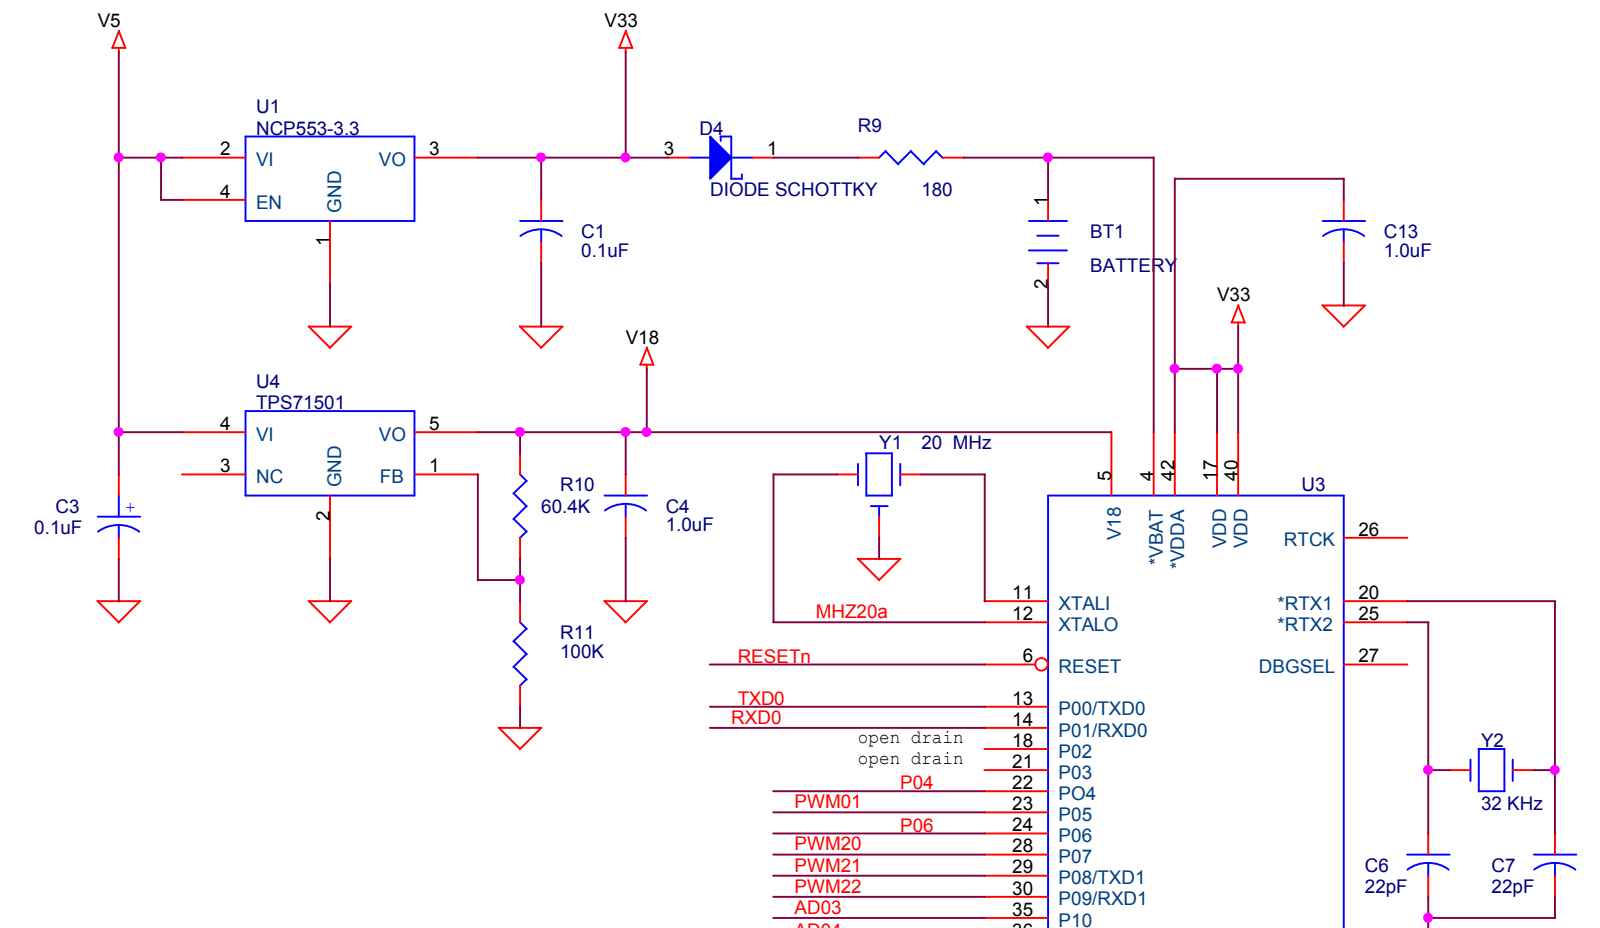 V5
V33
U1
NCP553-3.3
2 VI VO 3
4 EN
GND
1
D4
3 1
DIODE SCHOTTKY
R9
180
C1
0.1uF
1
BT1
BATTERY
2
C13
1.0uF
V33
V18
U4
TPS71501
4 VI VO 5
3 NC FB 1
GND
2
C3
0.1uF
+
R10
60.4K
C4
1.0uF
R11
100K
Y1 20 MHz
5 4 42 17 40
U3
V18 *VBAT *VDDA VDD VDD
RTCK 26
11 XTALI
MHZ20a 12 XTALO
*RTX1 20
*RTX2 25
RESETn 6 RESET
DBGSEL 27
TXD0 13 P00/TXD0
RXD0 14 P01/RXD0
open drain 18 P02
open drain 21 P03
P04 22 PO4
PWM01 23 P05
P06 24 P06
PWM20 28 P07
PWM21 29 P08/TXD1
PWM22 30 P09/RXD1
AD03 35 P10
Y2
32 KHz
C6
22pF
C7
22pF